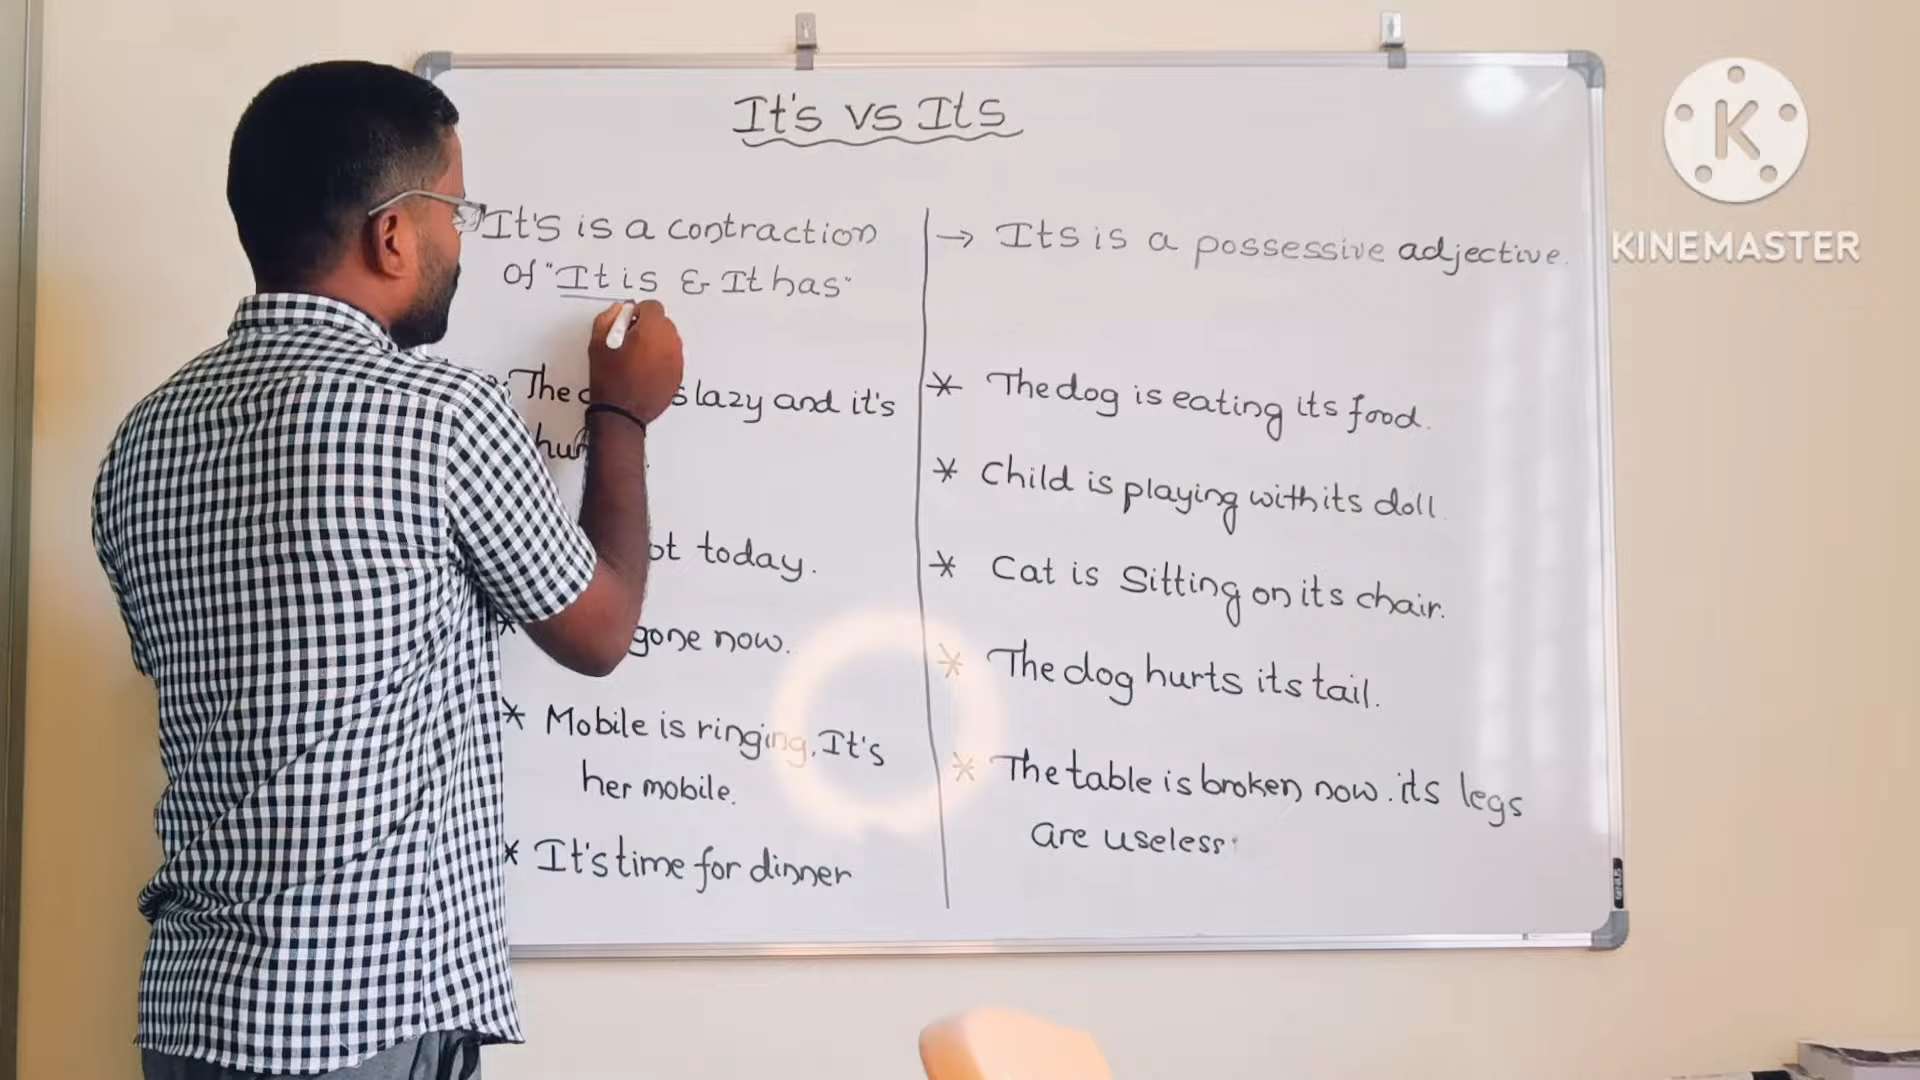 It's vs Its
It's is a contraction
Of "It is & It has"
The lazy and it's
today.
gone now.
* Mobile is ringing. It's
her mobile.
* It's time for dinner
→ Its is a possessive adjective.
* The dog is eating its food.
* Child is playing with its doll
* Cat is Sitting on its chair.
* The dog hurts its tail.
* The table is broken now. its legs
are useless.
K
KINEMASTER